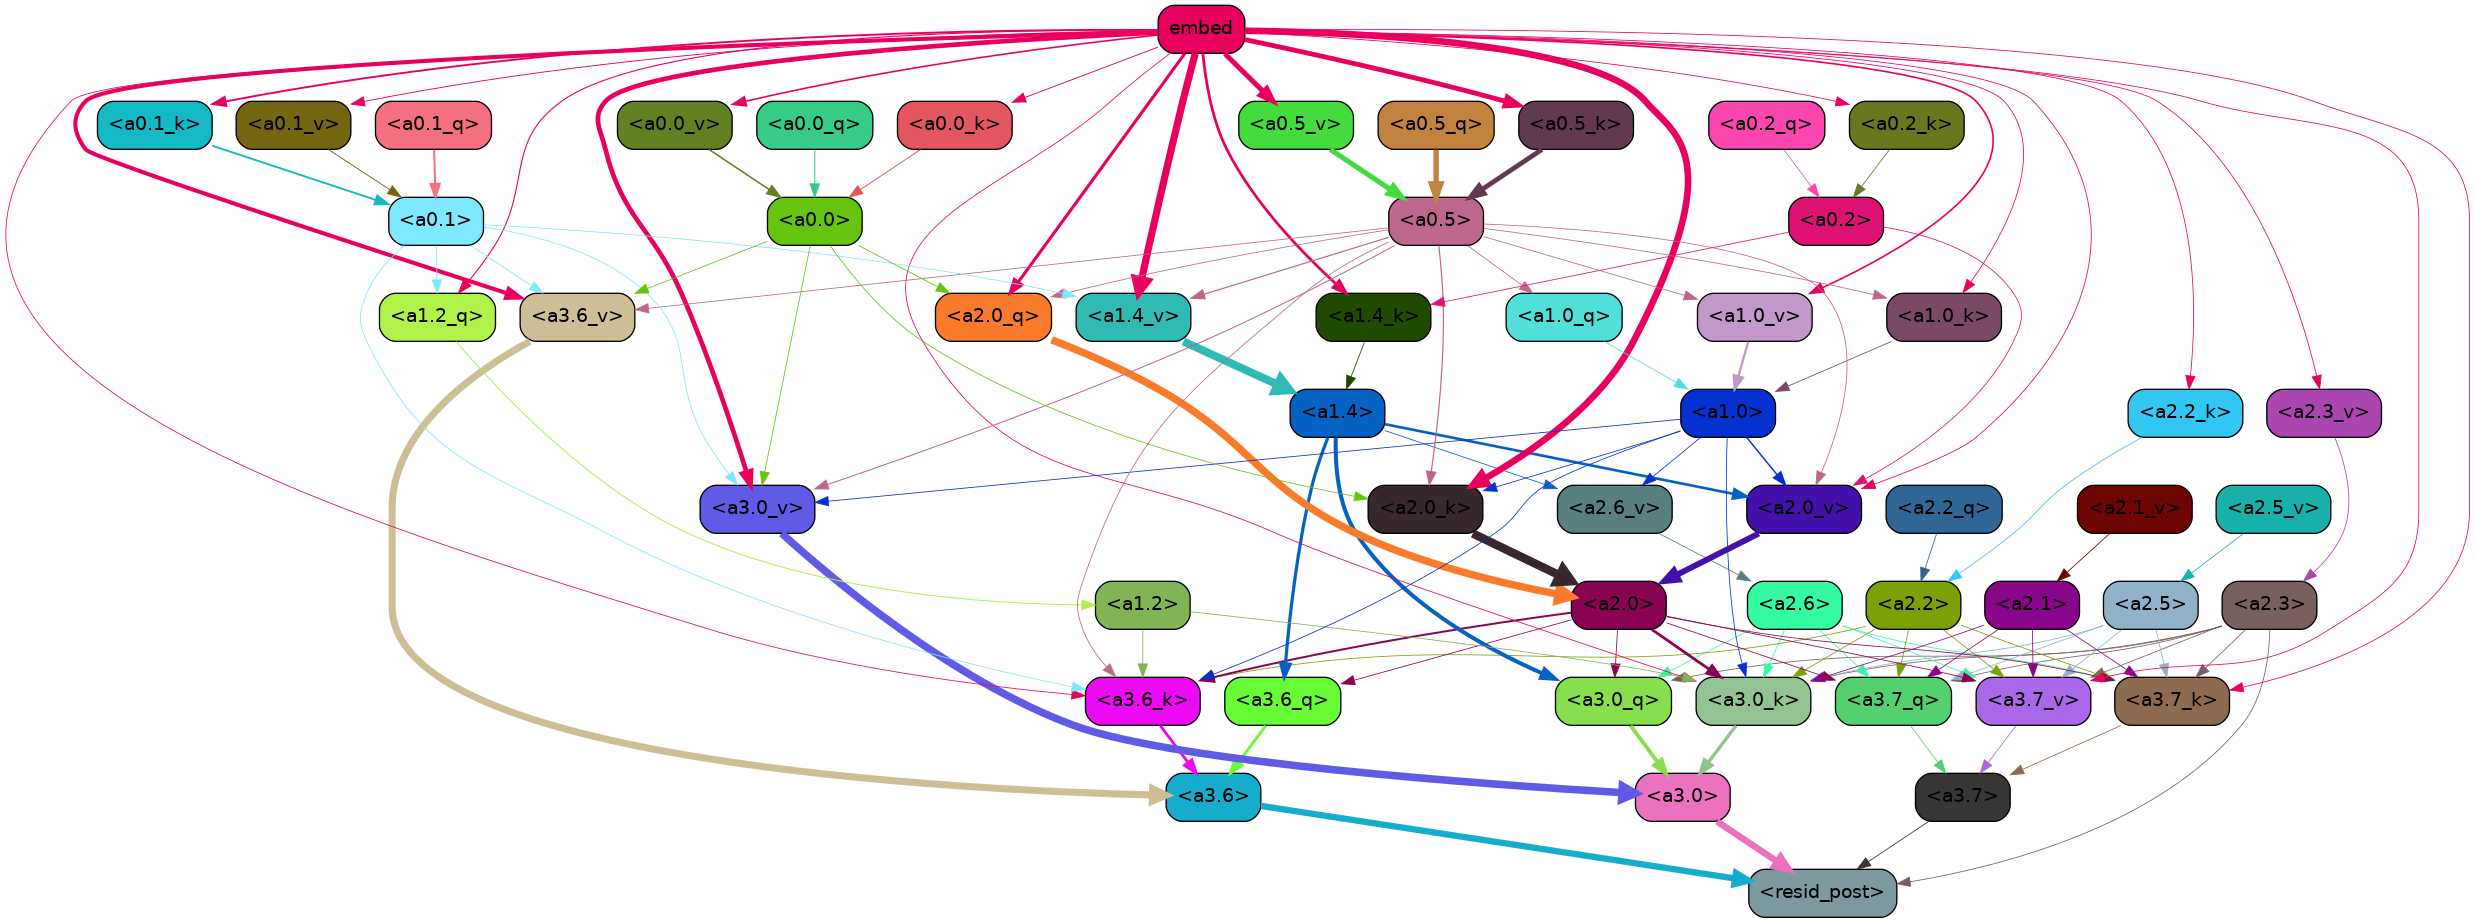 embed
<a0.1_k> <a0.1_v> <a0.1_q> <a0.0_v> <a0.0_q> <a0.0_k> <a0.5_v> <a0.5_q> <a0.5_k> <a0.2_q> <a0.2_k>
<a0.1> <a0.0> <a0.5> <a0.2>
<a1.2_q> <a3.6_v> <a2.0_q> <a1.4_v> <a1.4_k> <a1.0_q> <a1.0_v> <a1.0_k>
<a1.4> <a1.0> <a2.2_k> <a2.3_v>
<a3.0_v> <a2.0_k> <a2.6_v> <a2.0_v> <a2.2_q> <a2.1_v> <a2.5_v>
<a1.2> <a2.0> <a2.6> <a2.2> <a2.1> <a2.5> <a2.3>
<a3.6_k> <a3.6_q> <a3.0_q> <a3.0_k> <a3.7_q> <a3.7_v> <a3.7_k>
<a3.6> <a3.0> <a3.7>
<resid_post>